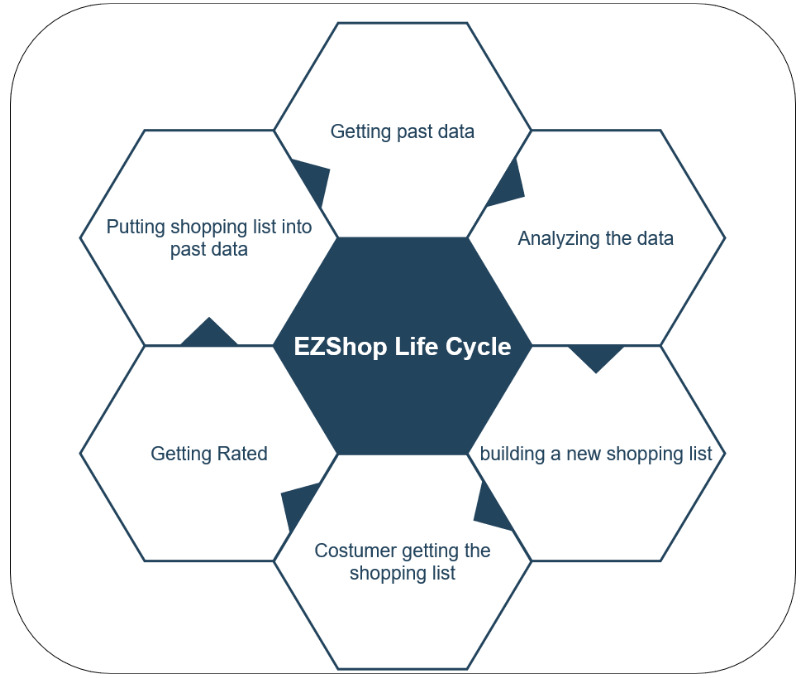 Getting past data
Putting shopping list into
past data
Analyzing the data
EZShop Life Cycle
Getting Rated
building a new shopping list
Costumer getting the
shopping list